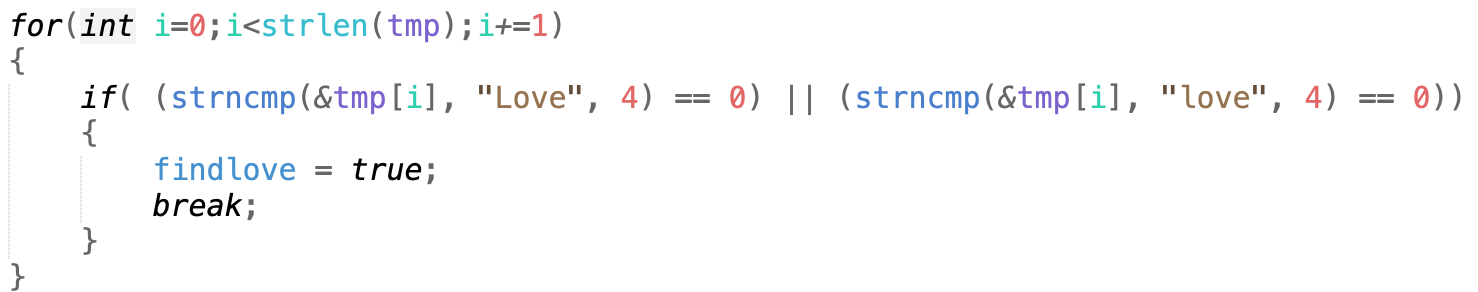 for(int i=0;i<strlen(tmp);i+=1)
{
    if( (strncmp(&tmp[i], "Love", 4) == 0) || (strncmp(&tmp[i], "love", 4) == 0))
    {
        findlove = true;
        break;
    }
}